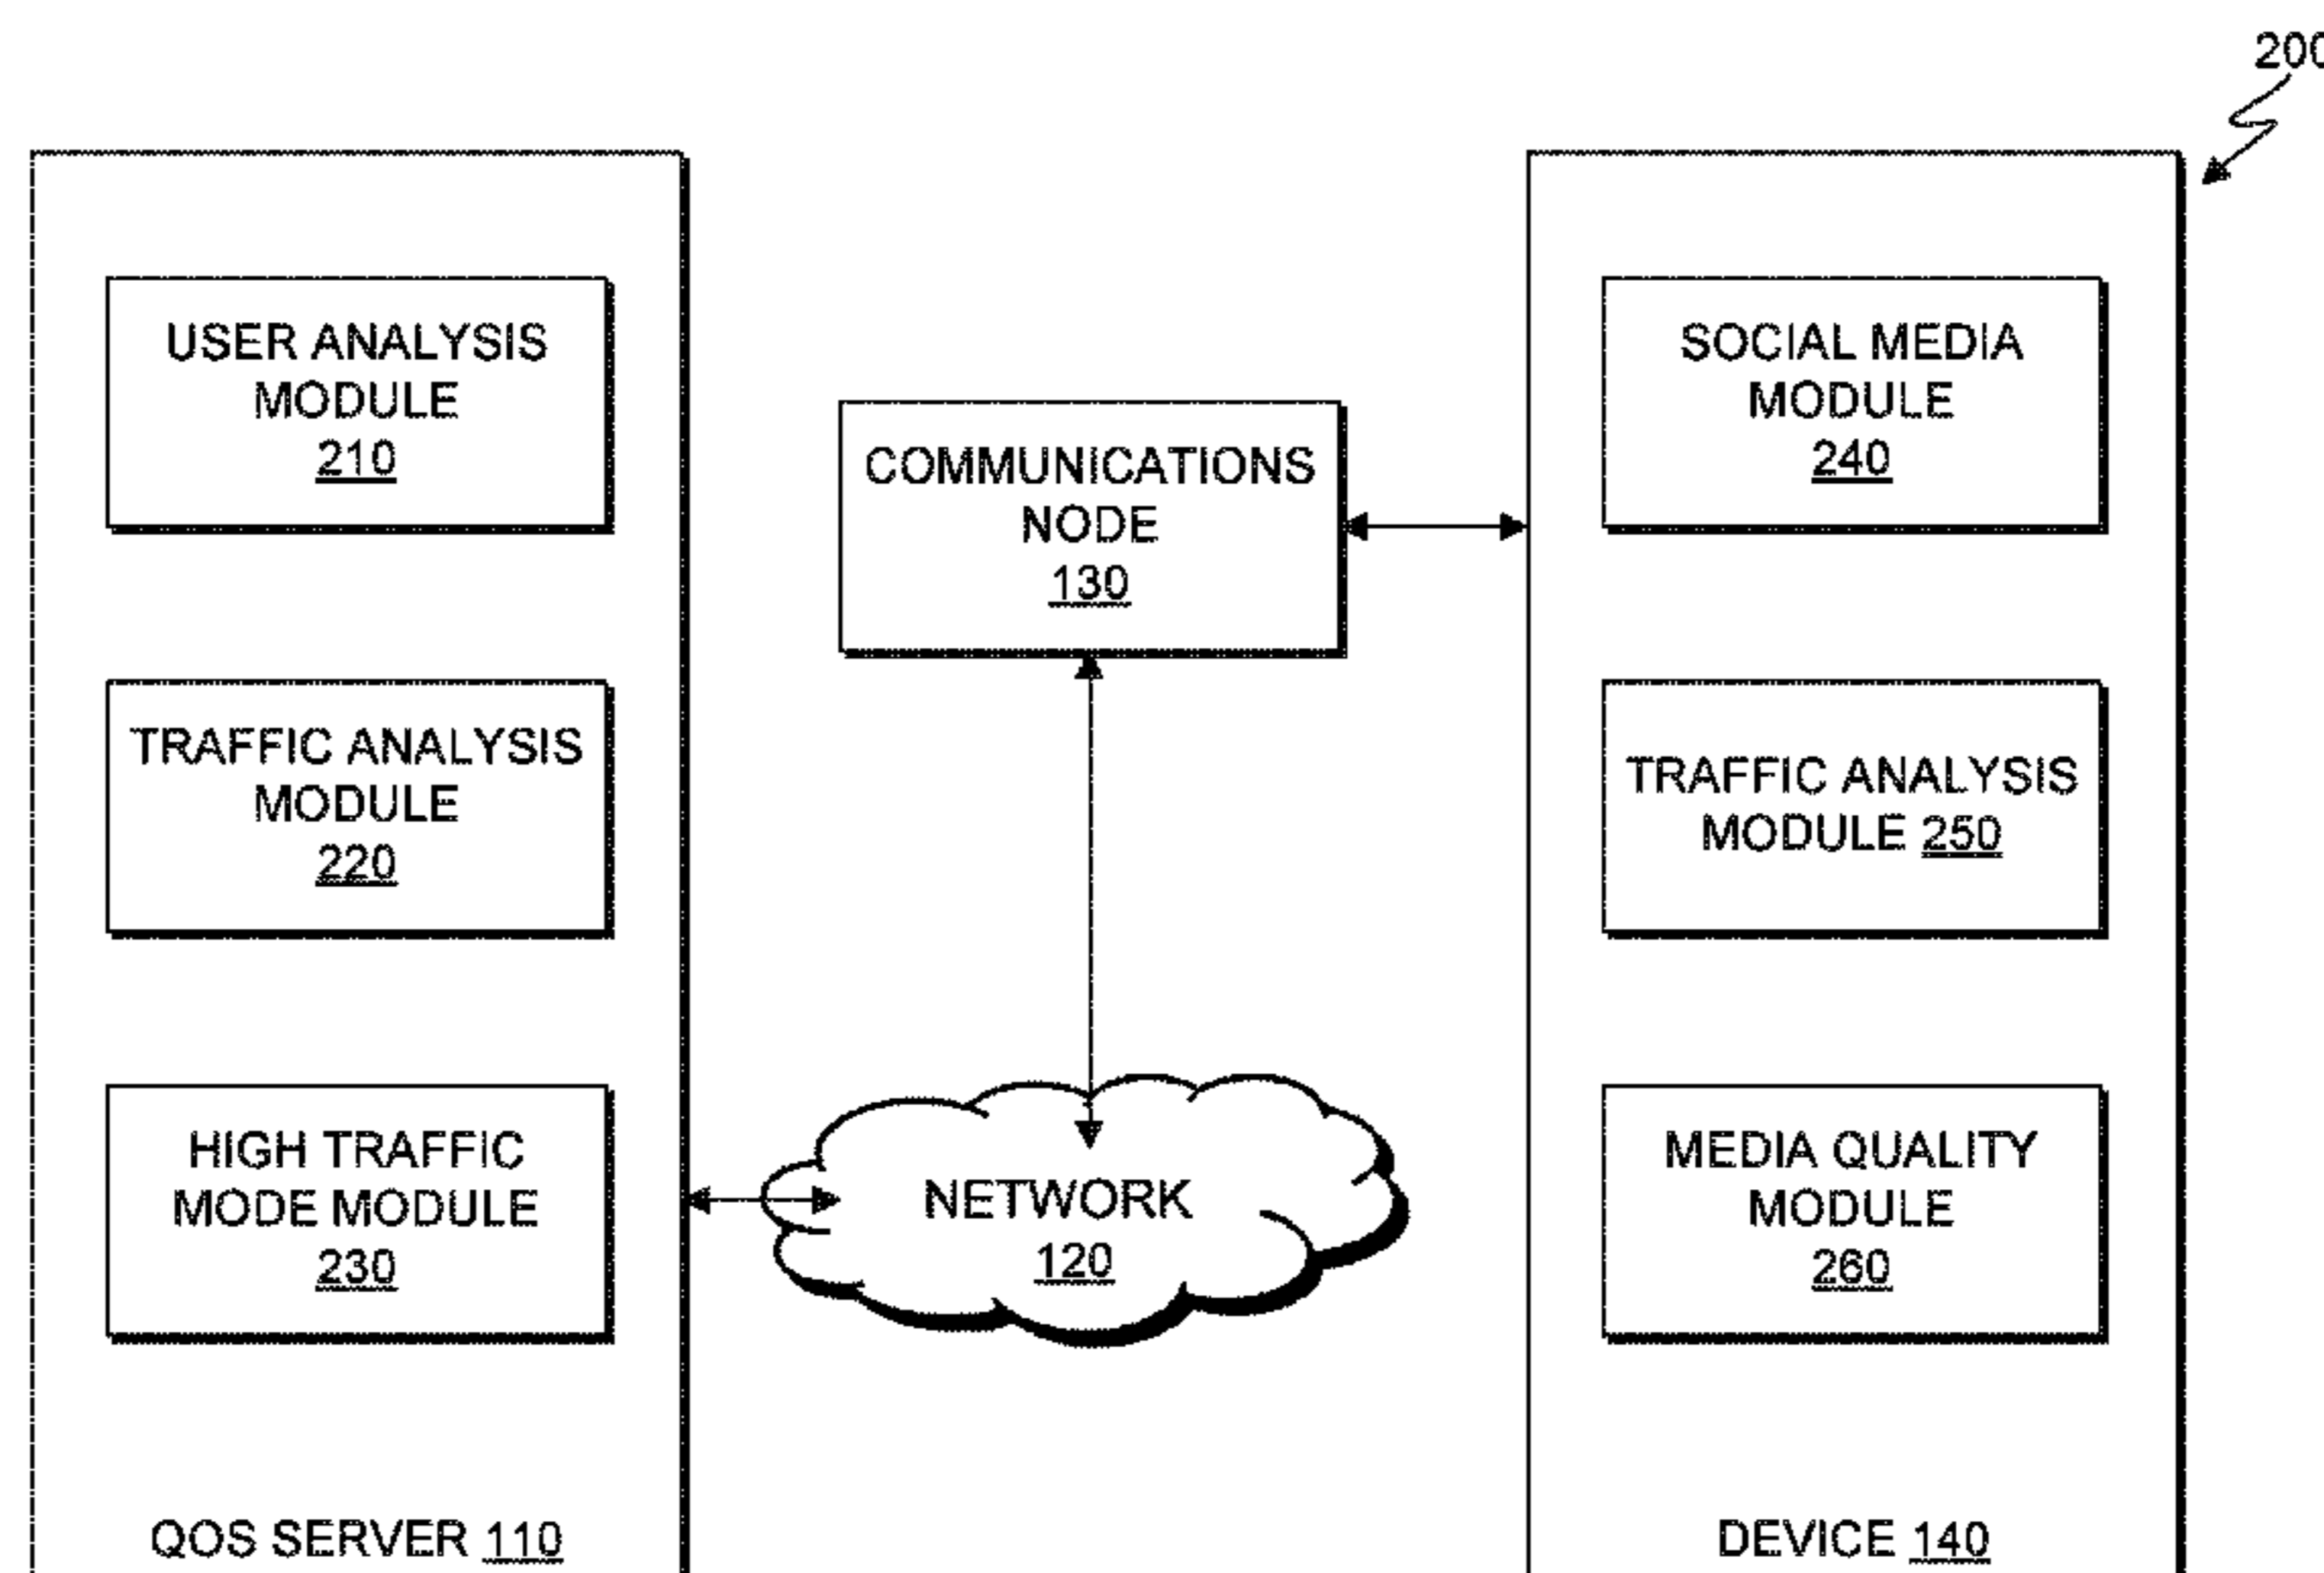 200
USER ANALYSIS
MODULE
210
TRAFFIC ANALYSIS
MODULE
220
HIGH TRAFFIC
MODE MODULE
230
QOS SERVER 110
COMMUNICATIONS
NODE
130
NETWORK
120
SOCIAL MEDIA
MODULE
240
TRAFFIC ANALYSIS
MODULE 250
MEDIA QUALITY
MODULE
260
DEVICE 140